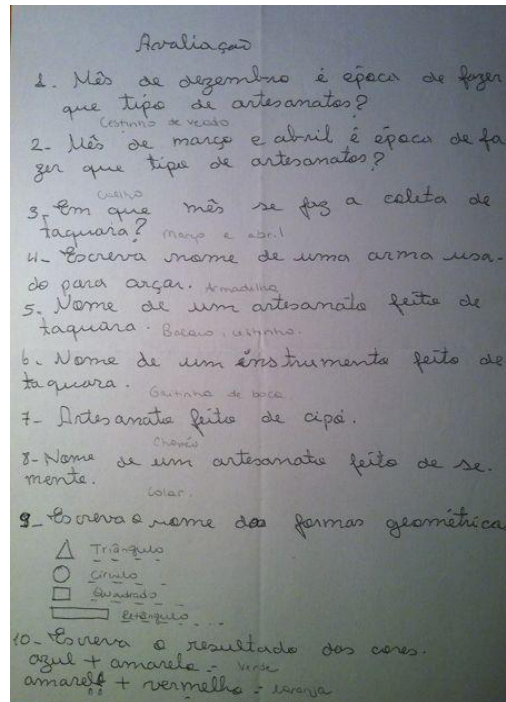 Avaliação
1. Mês de dezembro é época de fazer
que tipo de artesanatos?
Cestinho de verão
2- Mês de março e abril é época de fa
zer que tipo de artesanatos?
Coelho
3- Em que mês se faz a coleta de
taquara? março e abril
4- Escreva nome de uma arma usa-
do para arçar. Armadilha
5. Nome de um artesanato feito de
taquara. Balaio, cestinho.
6- Nome de um instrumento feito de
taquara.
Gaitinha de boca.
7- Artesanato feito de cipó.
Chapéu
8- Nome de um artesanato feito de se.
mente.
Colar.
9- Escreva o nome das formas geométrica
Triângulo
Círculo
Quadrado
Retângulo
10- Escreva o resultado das cores.
azul + amarelo - verde
amarelo + vermelho - laranja